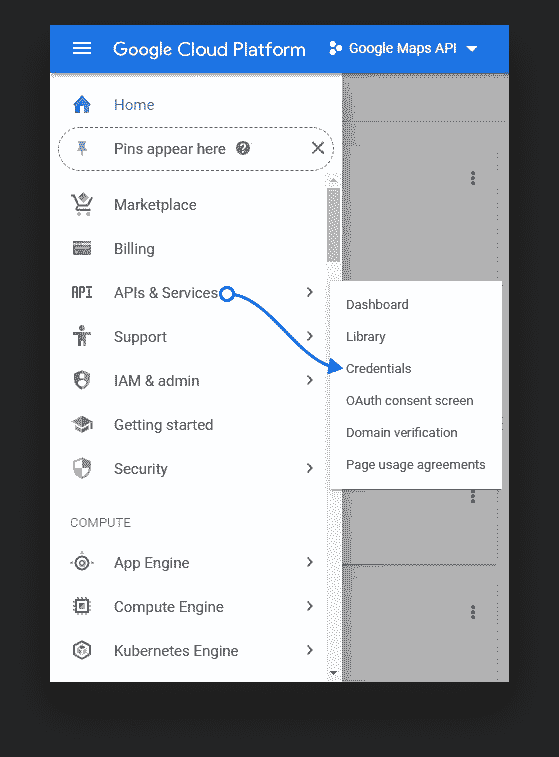 Google Cloud Platform Google Maps API
Home
Pins appear here
Marketplace
Billing
API APIs & Services
Support
IAM & admin
Getting started
Security
Dashboard
Library
Credentials
OAuth consent screen
Domain verification
Page usage agreements
COMPUTE
App Engine
Compute Engine
Kubernetes Engine